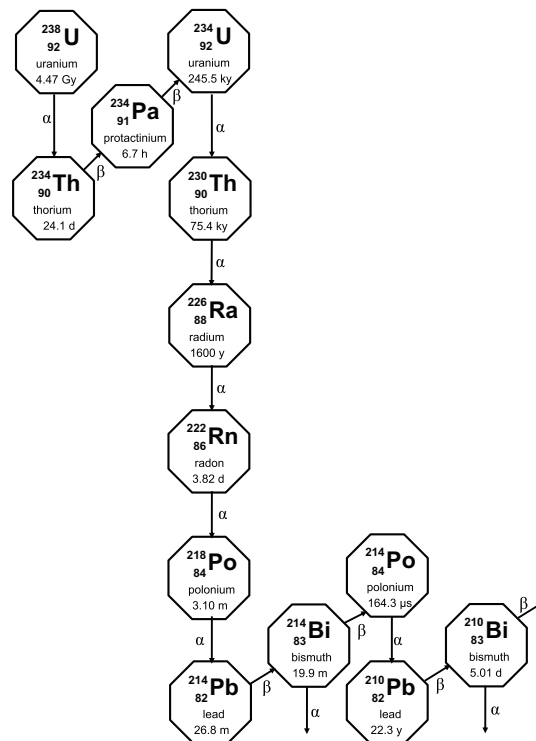 238
92 U
uranium
4.47 Gy
234
92 U
uranium
245.5 ky
α
β
234
91 Pa
protactinium
6.7 h
β
α
234
90 Th
thorium
24.1 d
230
90 Th
thorium
75.4 ky
α
226
88 Ra
radium
1600 y
α
222
86 Rn
radon
3.82 d
α
218
84 Po
polonium
3.10 m
α
214
82 Pb
lead
26.8 m
β
214
83 Bi
bismuth
19.9 m
β
α
214
84 Po
polonium
164.3 µs
α
210
82 Pb
lead
22.3 y
β
210
83 Bi
bismuth
5.01 d
β
α